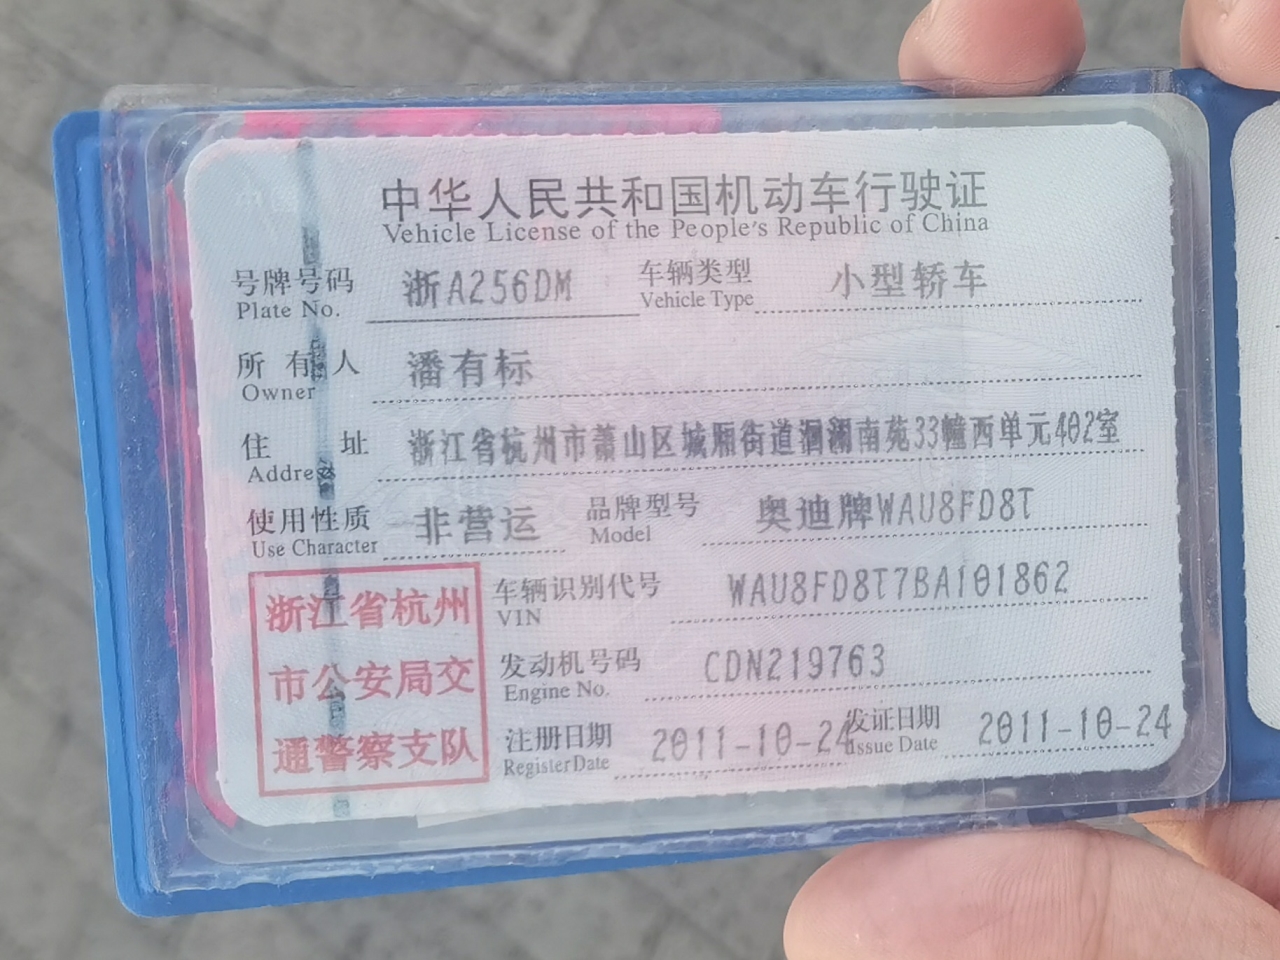 中华人民共和国机动车行驶证
Vehicle License of the People's Republic of China
号牌号码 浙A256DM 车辆类型 小型轿车
Plate No. Vehicle Type
所有人 潘有标
Owner
住址 浙江省杭州市萧山区城厢街道洄澜南苑33幢西单元402室
Address
使用性质 非营运 品牌型号 奥迪牌WAU8FD8T
Use Character Model
车辆识别代号 WAU8FD8T7BA101862
VIN
发动机号码 CDN219763
Engine No.
注册日期 2011-10-24 发证日期 2011-10-24
Register Date Issue Date
浙江省杭州
市公安局交
通警察支队